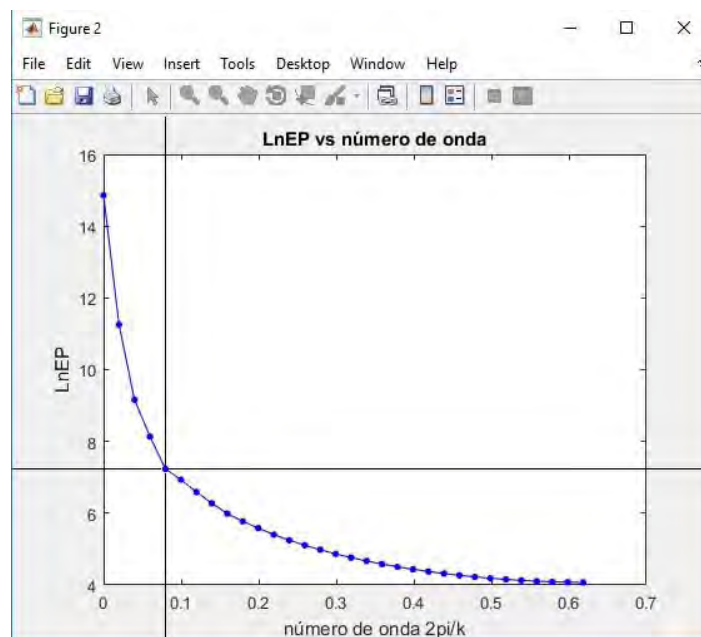 Figure 2
File Edit View Insert Tools Desktop Window Help
LnEP vs número de onda
16
14
12
10
8
6
4
LnEP
0 0.1 0.2 0.3 0.4 0.5 0.6 0.7
número de onda 2pi/k